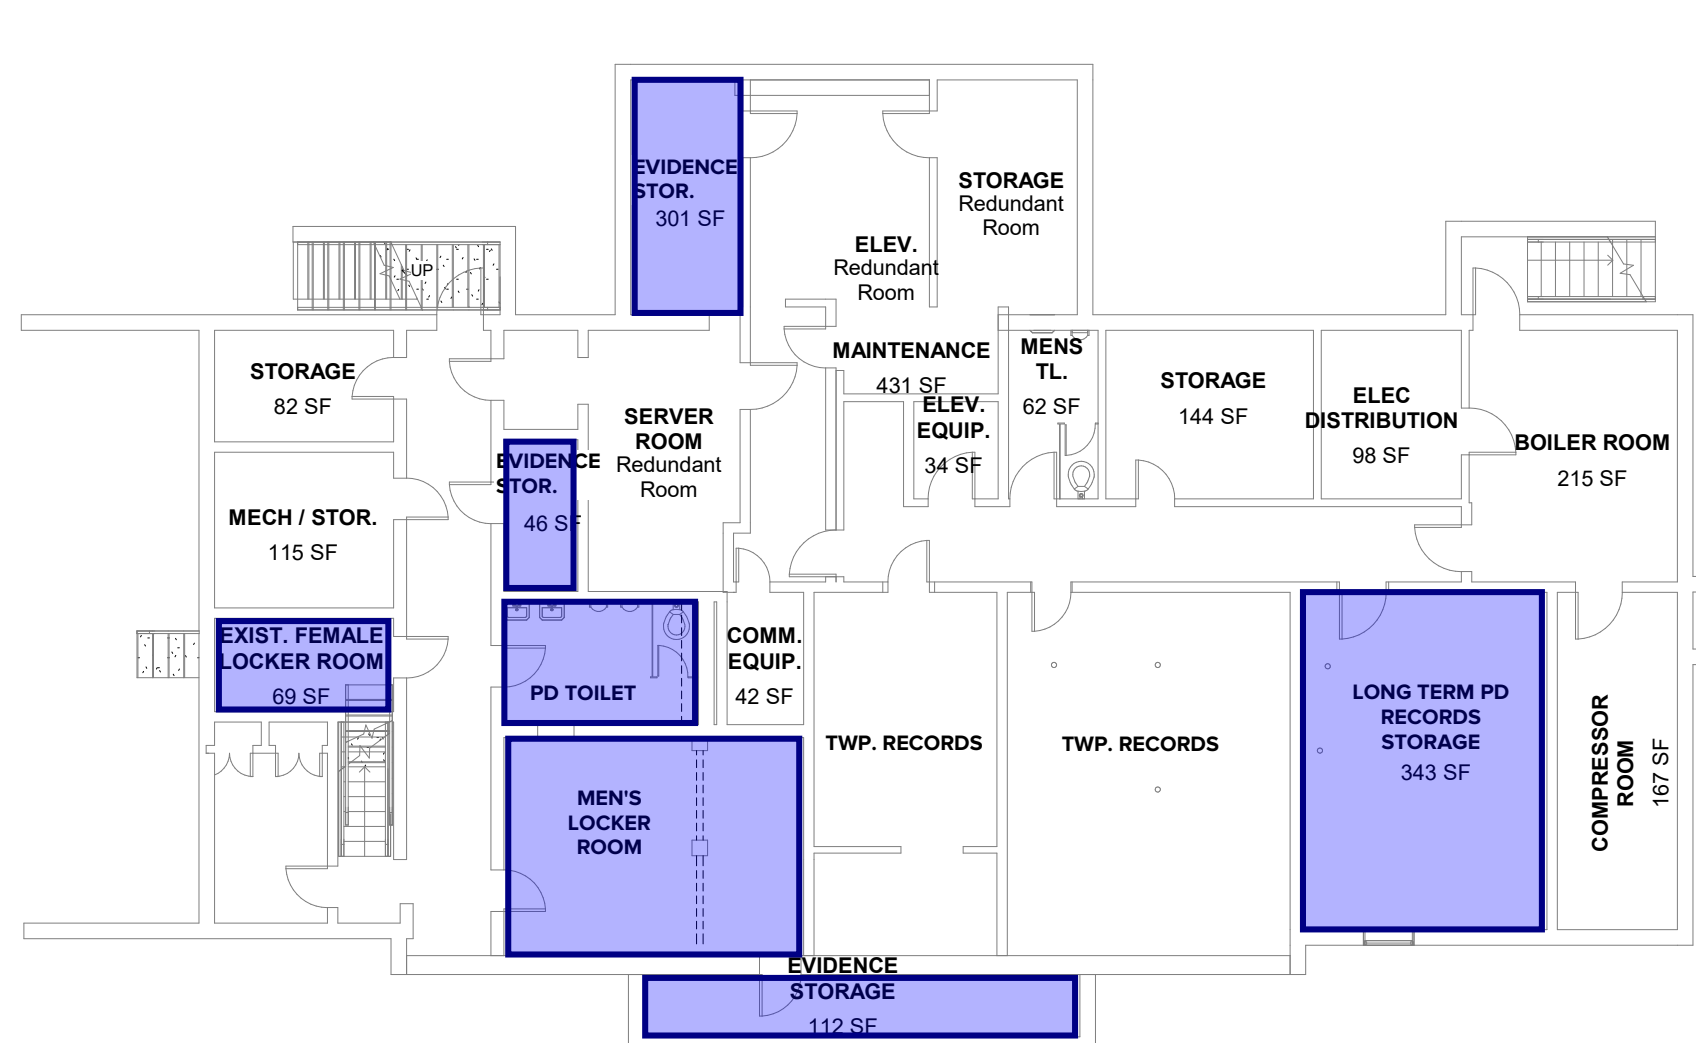 EVIDENCE
STOR.
301 SF
STORAGE
Redundant
Room
ELEV.
Redundant
Room
UP
STORAGE
82 SF
MAINTENANCE
431 SF
MENS
TL.
62 SF
STORAGE
144 SF
ELEC
DISTRIBUTION
98 SF
BOILER ROOM
215 SF
SERVER
ROOM
Redundant
Room
ELEV.
EQUIP.
34 SF
EVIDENCE
STOR.
46 SF
MECH / STOR.
115 SF
EXIST. FEMALE
LOCKER ROOM
69 SF
PD TOILET
COMM.
EQUIP.
42 SF
TWP. RECORDS
TWP. RECORDS
LONG TERM PD
RECORDS
STORAGE
343 SF
COMPRESSOR
ROOM
167 SF
MEN'S
LOCKER
ROOM
EVIDENCE
STORAGE
112 SF